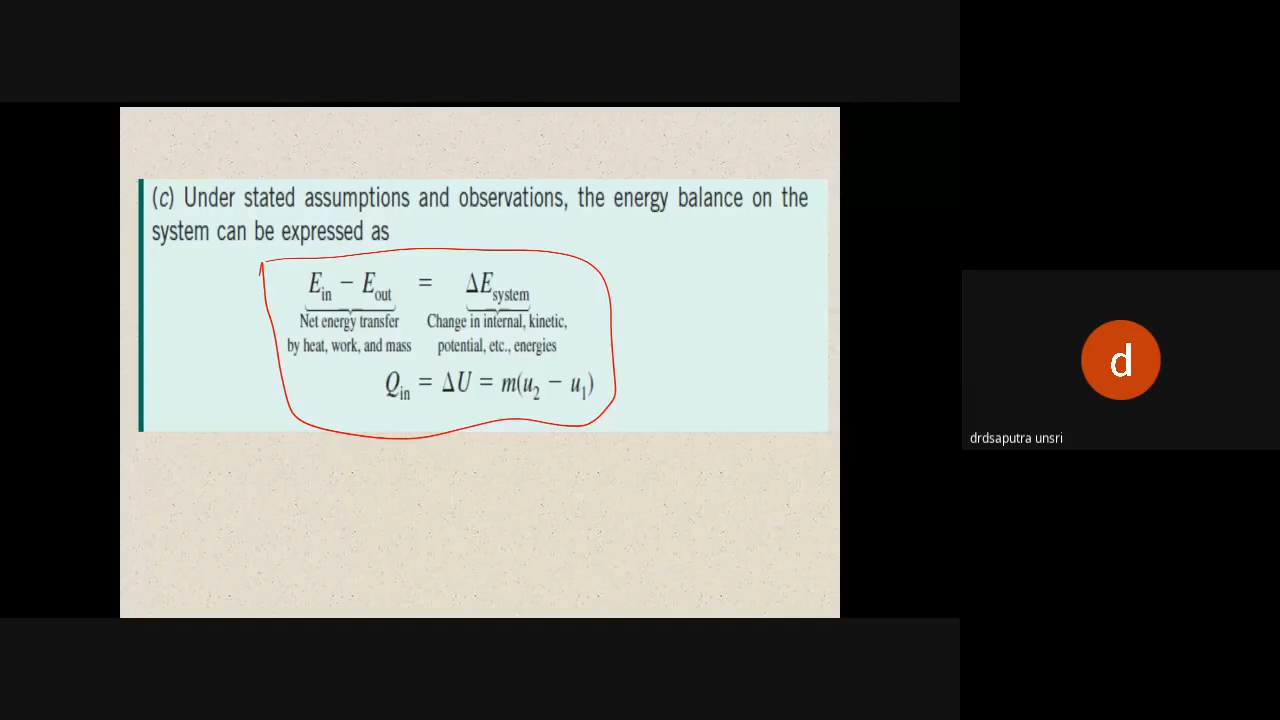 (c) Under stated assumptions and observations, the energy balance on the
system can be expressed as
E_in − E_out = ΔE_system
Net energy transfer Change in internal, kinetic,
by heat, work, and mass potential, etc., energies
Q_in = ΔU = m(u_2 − u_1)
d
drdsaputra unsri